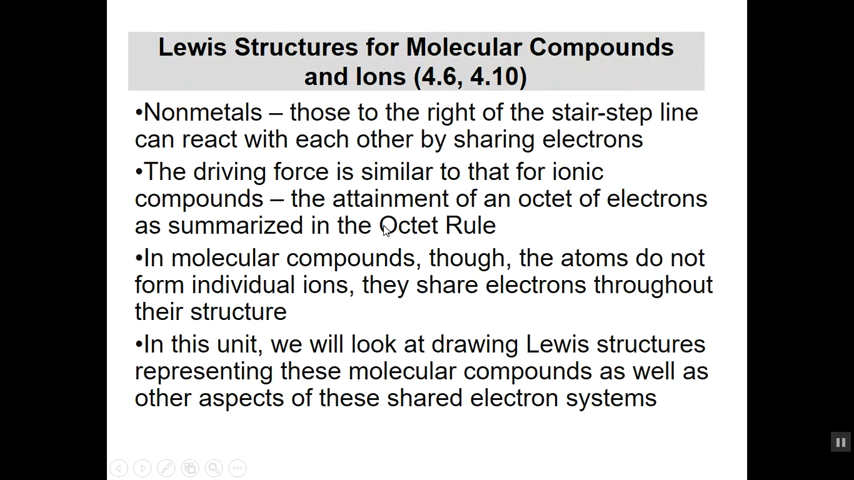 Lewis Structures for Molecular Compounds
and Ions (4.6, 4.10)
•Nonmetals – those to the right of the stair-step line
can react with each other by sharing electrons
•The driving force is similar to that for ionic
compounds – the attainment of an octet of electrons
as summarized in the Octet Rule
•In molecular compounds, though, the atoms do not
form individual ions, they share electrons throughout
their structure
•In this unit, we will look at drawing Lewis structures
representing these molecular compounds as well as
other aspects of these shared electron systems